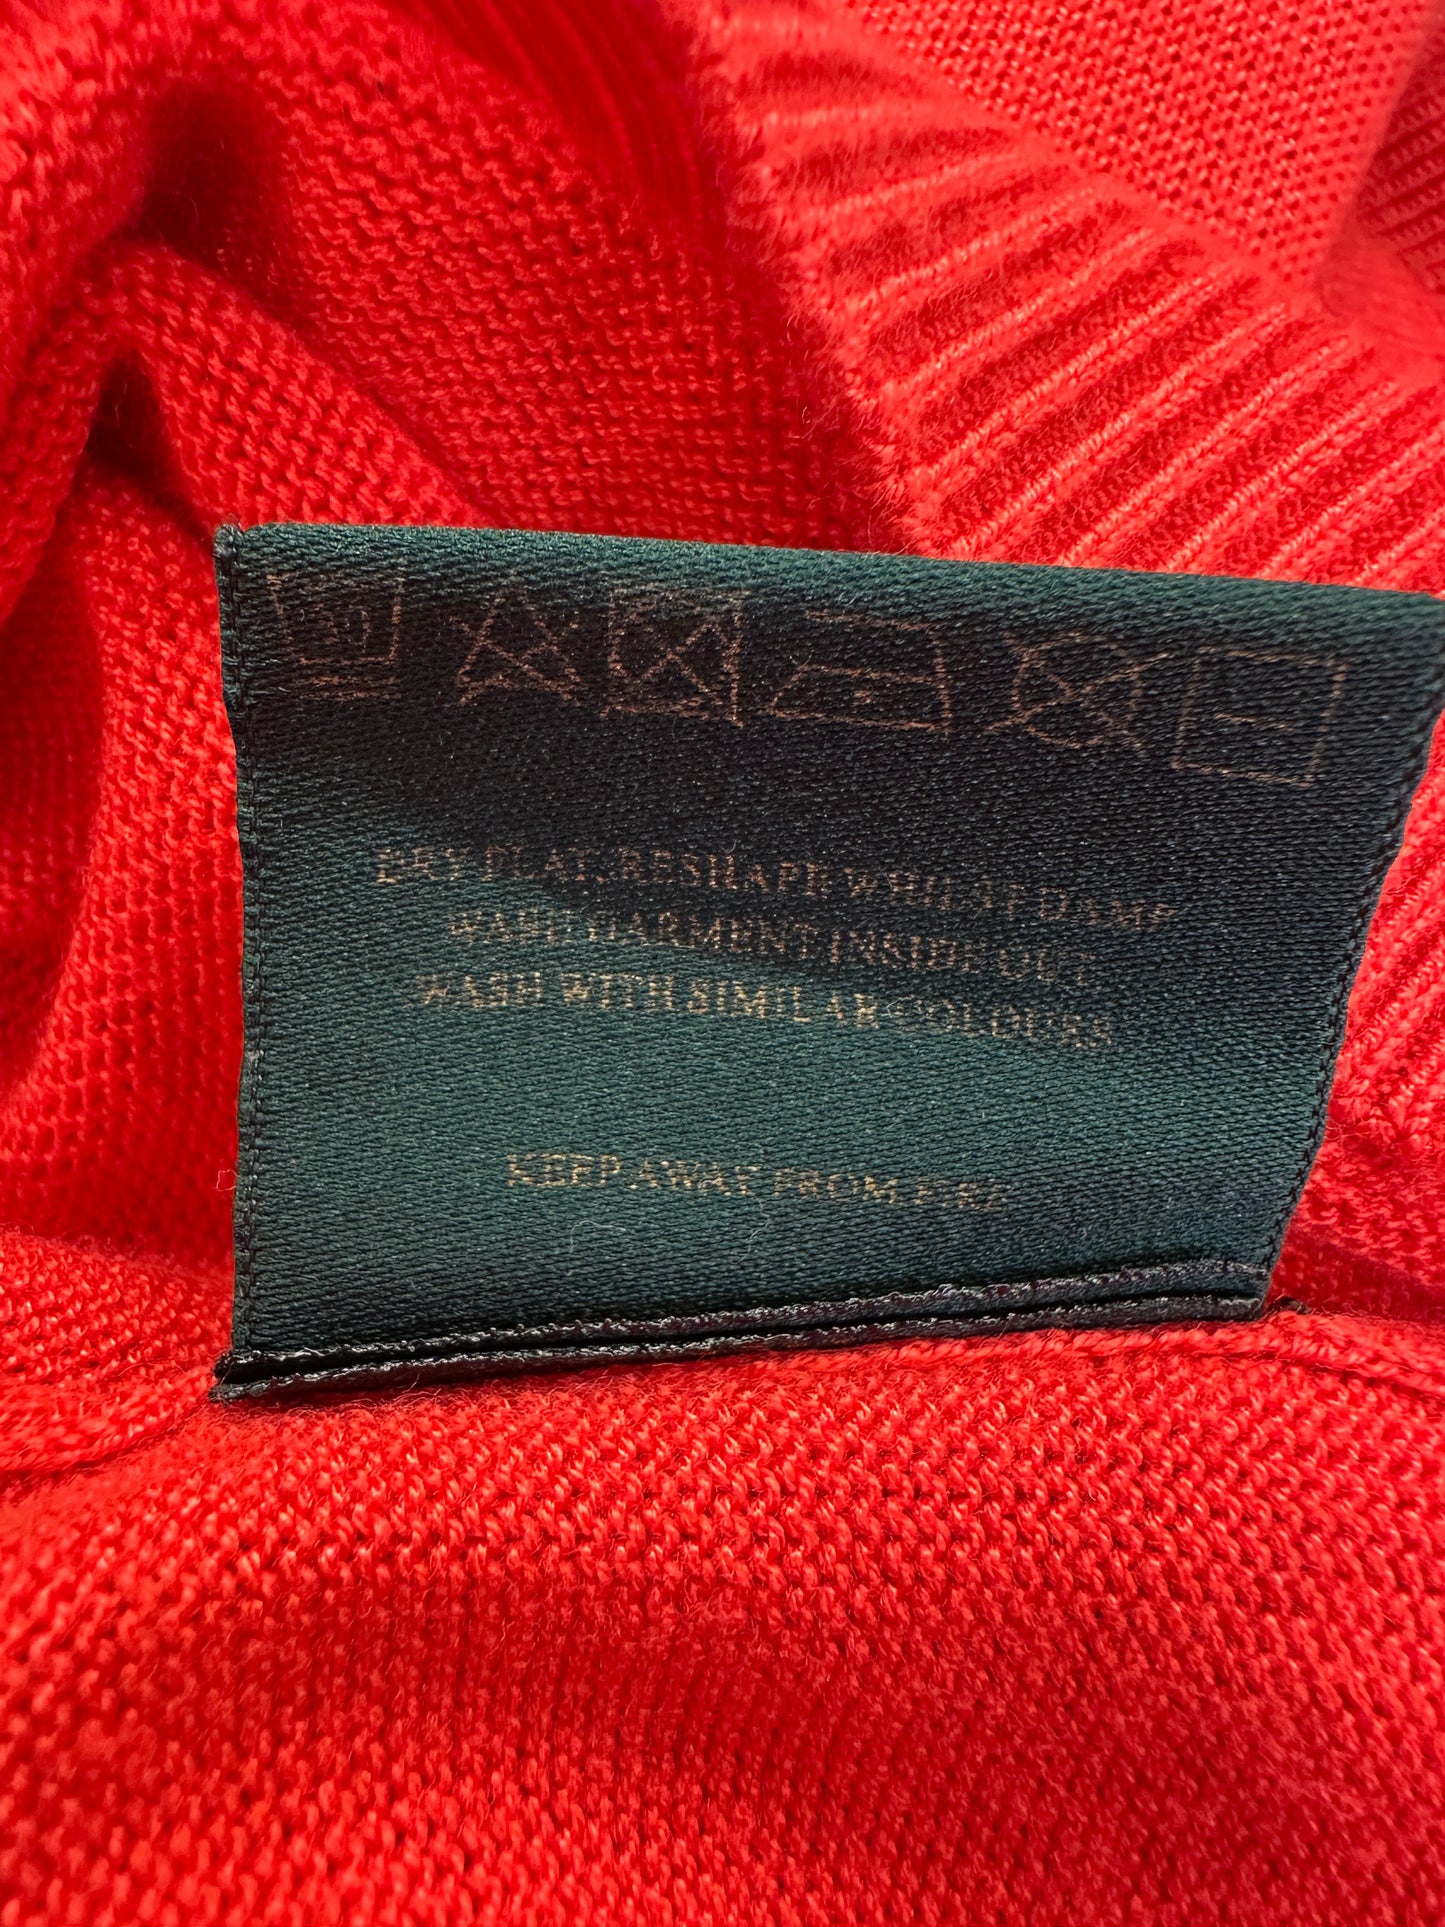 DRY FLAT, RESHAPE WHILST DAMP
WASH GARMENT INSIDE OUT
WASH WITH SIMILAR COLOURS
KEEP AWAY FROM FIRE